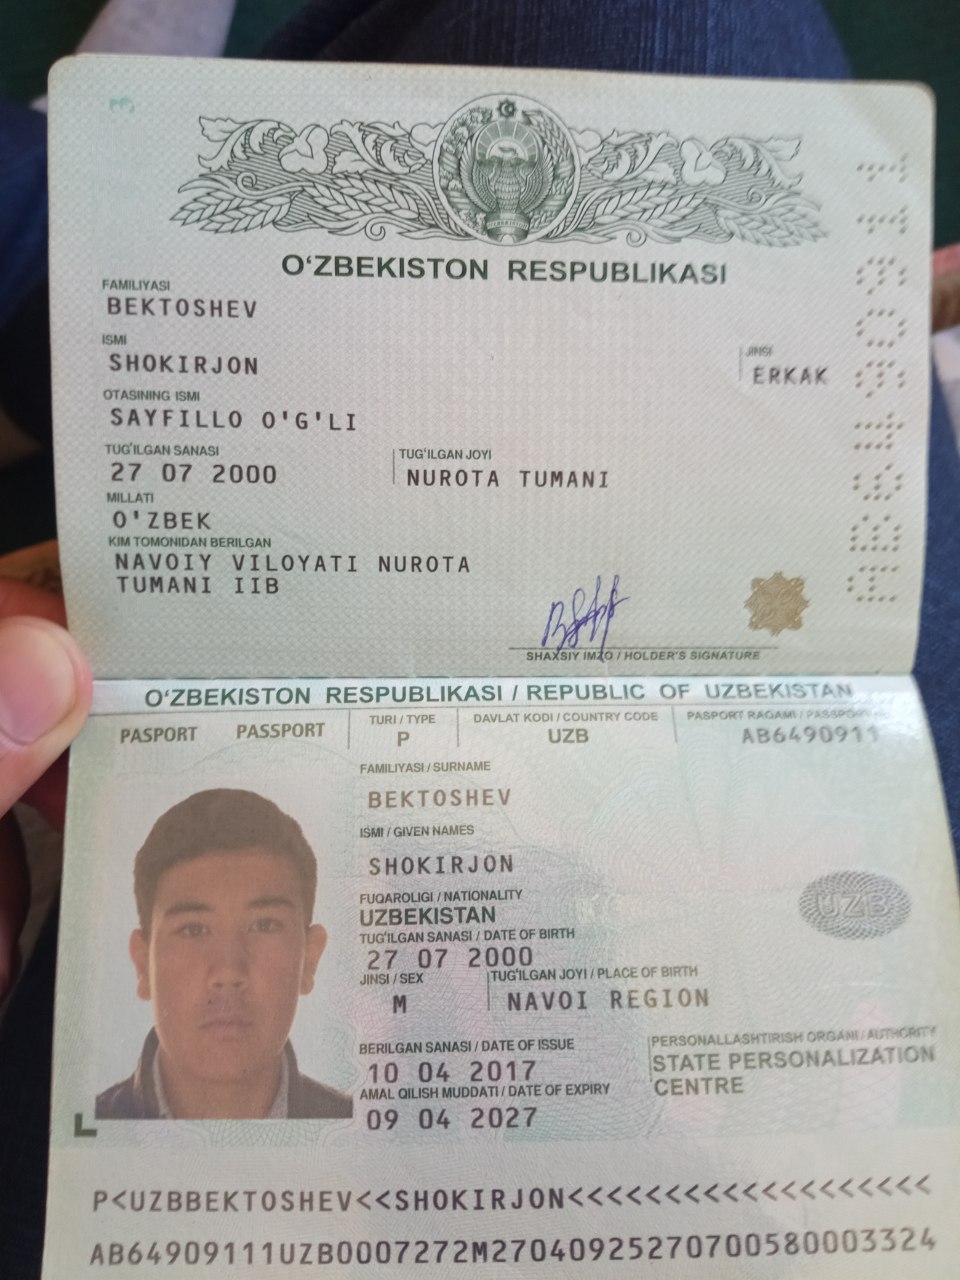 O'ZBEKISTON RESPUBLIKASI
FAMILIYASI
BEKTOSHEV
ISMI
SHOKIRJON
JINSI
ERKAK
OTASINING ISMI
SAYFILLO O'G'LI
TUG'ILGAN SANASI
27 07 2000
TUG'ILGAN JOYI
NUROTA TUMANI
MILLATI
O'ZBEK
KIM TOMONIDAN BERILGAN
NAVOIY VILOYATI NUROTA
TUMANI IIB
SHAXSIY IMZO / HOLDER'S SIGNATURE
AB6490911
O'ZBEKISTON RESPUBLIKASI / REPUBLIC OF UZBEKISTAN
PASPORT PASSPORT
TURI / TYPE
P
DAVLAT KODI / COUNTRY CODE
UZB
PASPORT RAQAMI / PASSPORT
AB6490911
FAMILIYASI / SURNAME
BEKTOSHEV
ISMI / GIVEN NAMES
SHOKIRJON
FUQAROLIGI / NATIONALITY
UZBEKISTAN
TUG'ILGAN SANASI / DATE OF BIRTH
27 07 2000
JINSI / SEX
M
TUG'ILGAN JOYI / PLACE OF BIRTH
NAVOI REGION
UZB
BERILGAN SANASI / DATE OF ISSUE
10 04 2017
PERSONALLASHTIRISH ORGANI / AUTHORITY
STATE PERSONALIZATION
CENTRE
AMAL QILISH MUDDATI / DATE OF EXPIRY
09 04 2027
P<UZBBEKTOSHEV<<SHOKIRJON<<<<<<<<<<<<<<<<<<<
AB64909111UZB0007272M27040925270700580003324